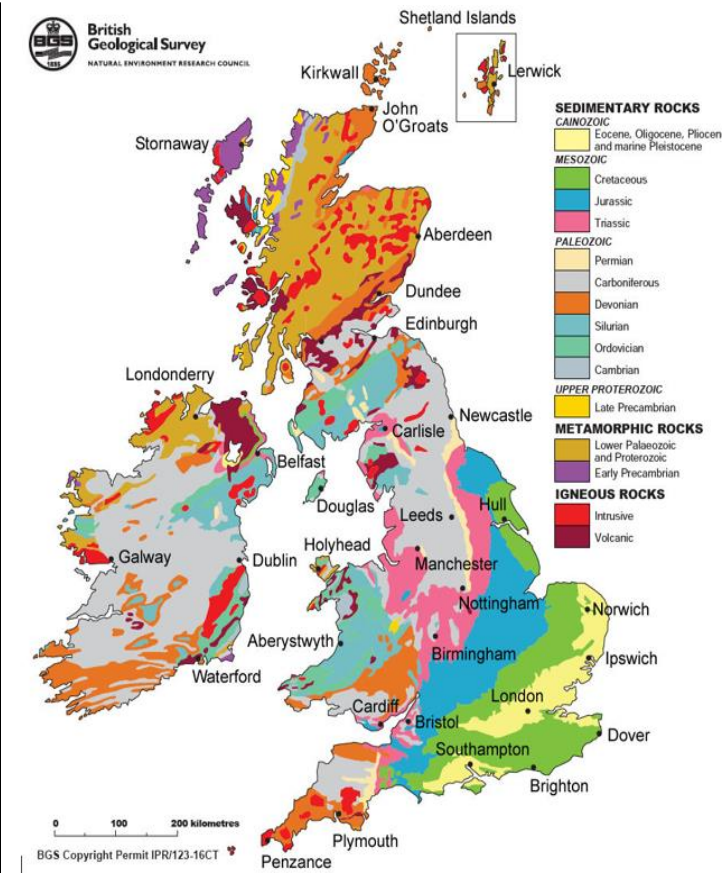 British
Geological Survey
NATURAL ENVIRONMENT RESEARCH COUNCIL
BGS
1835
Shetland Islands
Kirkwall
Lerwick
John
O'Groats
Stornaway
Aberdeen
Dundee
Edinburgh
Londonderry
Newcastle
Carlisle
Belfast
Douglas
Leeds
Hull
Galway
Dublin
Holyhead
Manchester
Nottingham
Norwich
Aberystwyth
Birmingham
Ipswich
Waterford
London
Cardiff
Bristol
Dover
Southampton
Brighton
Plymouth
Penzance
SEDIMENTARY ROCKS
CAINOZOIC
Eocene, Oligocene, Pliocen
and marine Pleistocene
MESOZOIC
Cretaceous
Jurassic
Triassic
PALEOZOIC
Permian
Carboniferous
Devonian
Silurian
Ordovician
Cambrian
UPPER PROTEROZOIC
Late Precambrian
METAMORPHIC ROCKS
Lower Palaeozoic
and Proterozoic
Early Precambrian
IGNEOUS ROCKS
Intrusive
Volcanic
0 100 200 kilometres
BGS Copyright Permit IPR/123-16CT